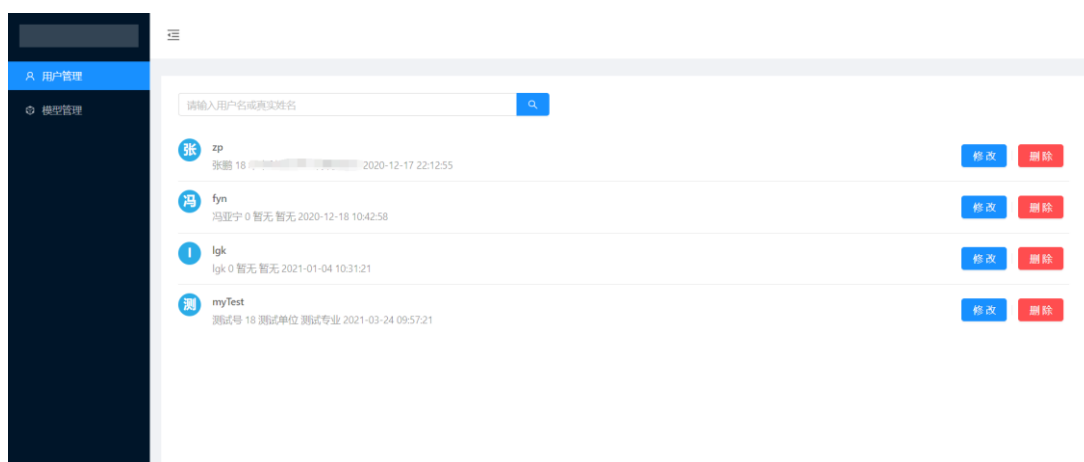 用户管理
模型管理
请输入用户名或真实姓名
张
zp
张鹏 18 2020-12-17 22:12:55
修改 删除
冯
fyn
冯亚宁 0 暂无 暂无 2020-12-18 10:42:58
修改 删除
l
lgk
lgk 0 暂无 暂无 2021-01-04 10:31:21
修改 删除
测
myTest
测试号 18 测试单位 测试专业 2021-03-24 09:57:21
修改 删除